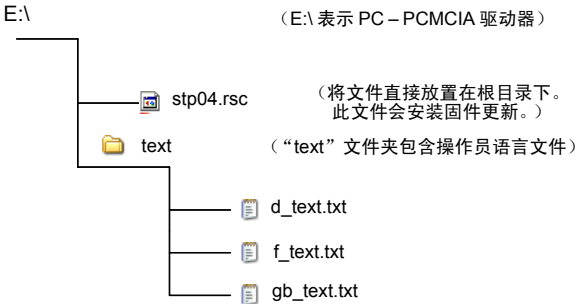 E:\
（E:\ 表示 PC – PCMCIA 驱动器）
stp04.rsc
（将文件直接放置在根目录下。
此文件会安装固件更新。）
text
（“text”文件夹包含操作员语言文件）
d_text.txt
f_text.txt
gb_text.txt